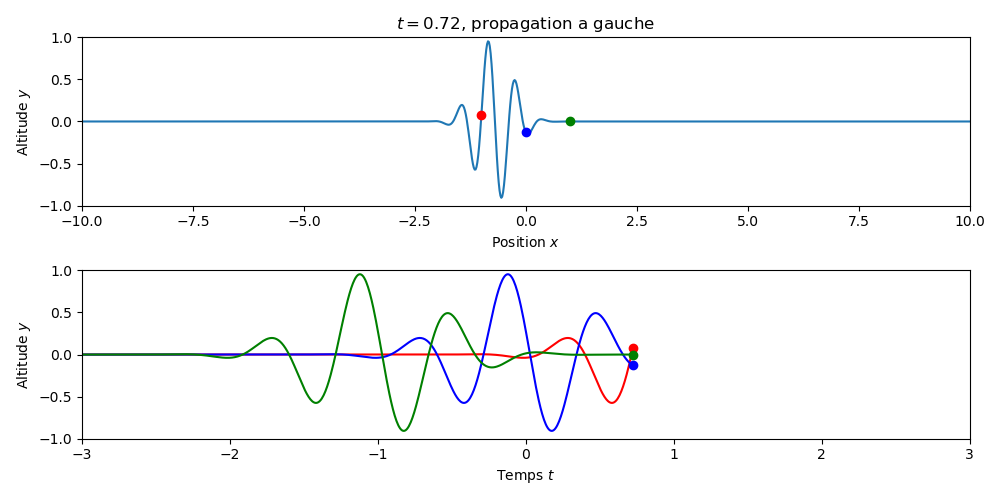 t = 0.72, propagation a gauche
1.0
0.5
0.0
−0.5
−1.0
Altitude y
−10.0 −7.5 −5.0 −2.5 0.0 2.5 5.0 7.5 10.0
Position x
1.0
0.5
0.0
−0.5
−1.0
Altitude y
−3 −2 −1 0 1 2 3
Temps t